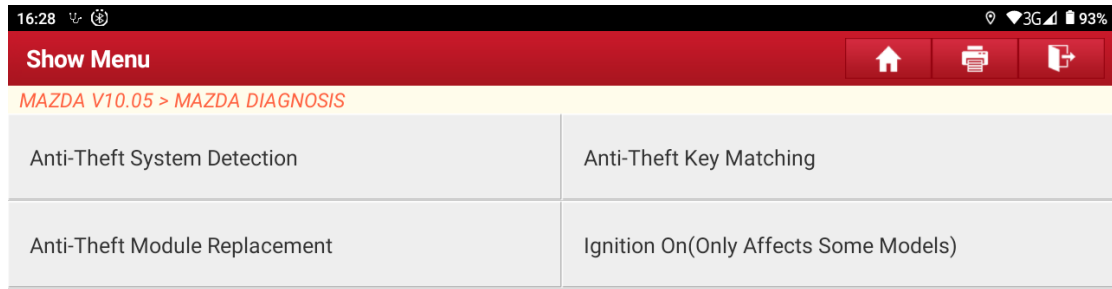 16:28 3G 93%
Show Menu
MAZDA V10.05 > MAZDA DIAGNOSIS
Anti-Theft System Detection Anti-Theft Key Matching
Anti-Theft Module Replacement Ignition On(Only Affects Some Models)